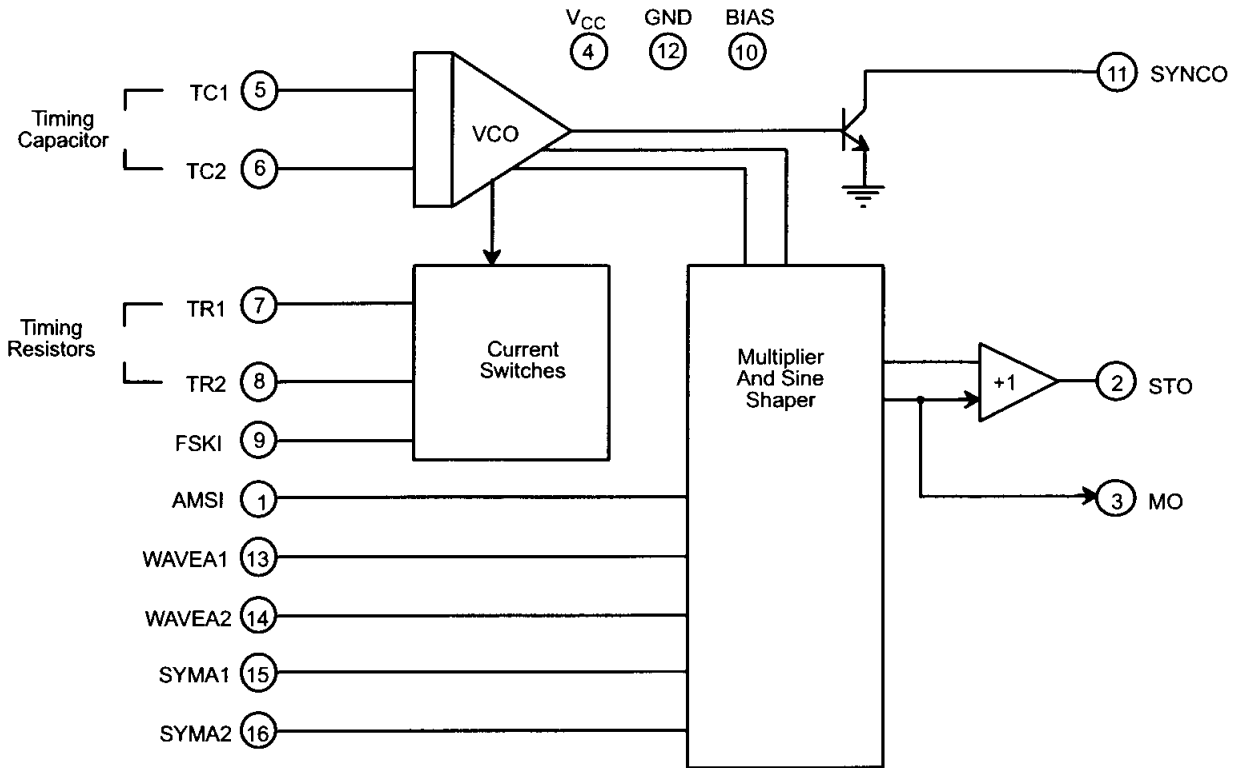 VCC GND BIAS
4 12 10
TC1 5
Timing
Capacitor
TC2 6
VCO
11 SYNCO
TR1 7
Timing
Resistors
TR2 8
FSKI 9
Current
Switches
Multiplier
And Sine
Shaper
+1
2 STO
3 MO
AMSI 1
WAVEA1 13
WAVEA2 14
SYMA1 15
SYMA2 16